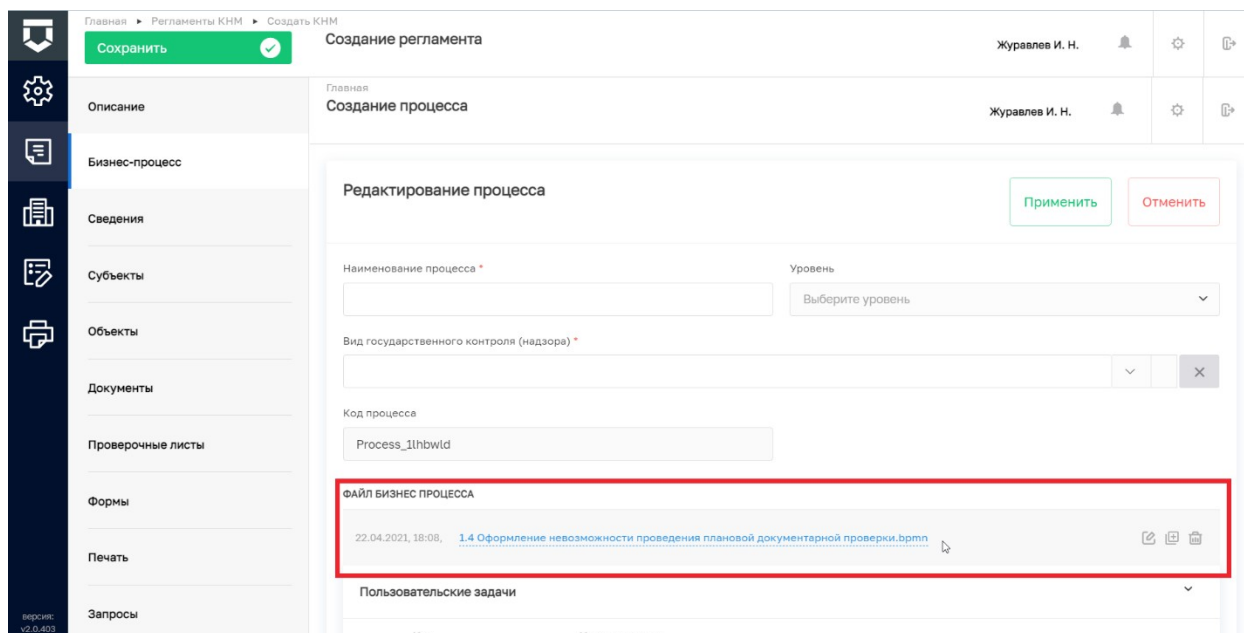 Главная ▸ Регламенты КНМ ▸ Создать КНМ
Сохранить
Создание регламента
Журавлев И. Н.
Главная
Создание процесса
Журавлев И. Н.
Описание
Бизнес-процесс
Сведения
Субъекты
Объекты
Документы
Проверочные листы
Формы
Печать
Запросы
версия:
v2.0.403
Редактирование процесса
Применить
Отменить
Наименование процесса *
Уровень
Выберите уровень
Вид государственного контроля (надзора) *
Код процесса
Process_1lhbwld
ФАЙЛ БИЗНЕС ПРОЦЕССА
22.04.2021, 18:08, 1.4 Оформление невозможности проведения плановой документарной проверки.bpmn
Пользовательские задачи